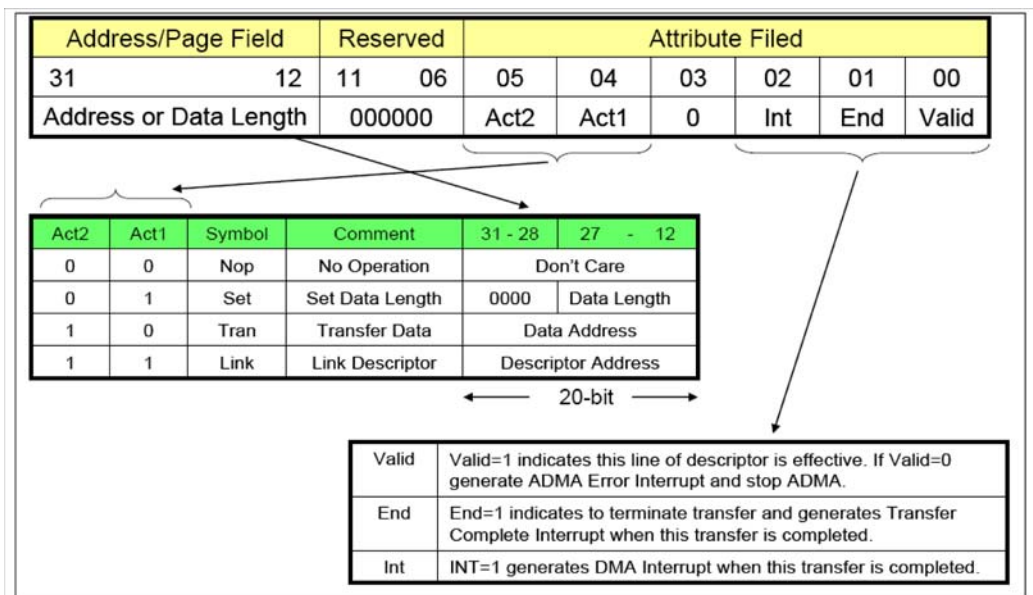 Address/Page Field Reserved Attribute Filed
31 12 11 06 05 04 03 02 01 00
Address or Data Length 000000 Act2 Act1 0 Int End Valid
Act2 Act1 Symbol Comment 31 - 28 27 - 12
0 0 Nop No Operation Don't Care
0 1 Set Set Data Length 0000 Data Length
1 0 Tran Transfer Data Data Address
1 1 Link Link Descriptor Descriptor Address
20-bit
Valid Valid=1 indicates this line of descriptor is effective. If Valid=0
generate ADMA Error Interrupt and stop ADMA.
End End=1 indicates to terminate transfer and generates Transfer
Complete Interrupt when this transfer is completed.
Int INT=1 generates DMA Interrupt when this transfer is completed.